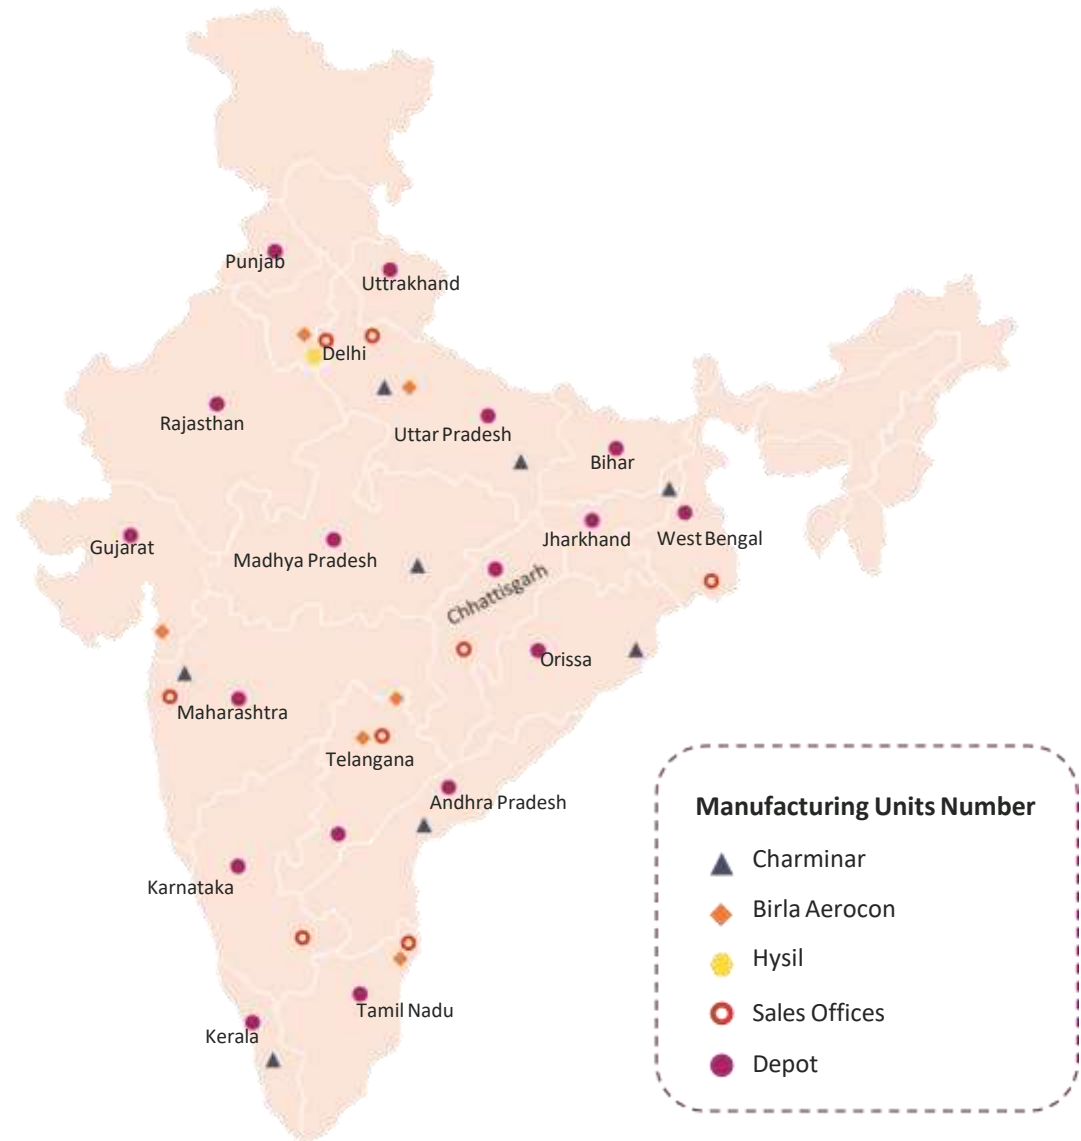 Punjab
Uttrakhand
Delhi
Rajasthan
Uttar Pradesh
Bihar
Gujarat
Madhya Pradesh
Jharkhand
West Bengal
Chhattisgarh
Orissa
Maharashtra
Telangana
Andhra Pradesh
Karnataka
Tamil Nadu
Kerala
Manufacturing Units Number
Charminar
Birla Aerocon
Hysil
Sales Offices
Depot